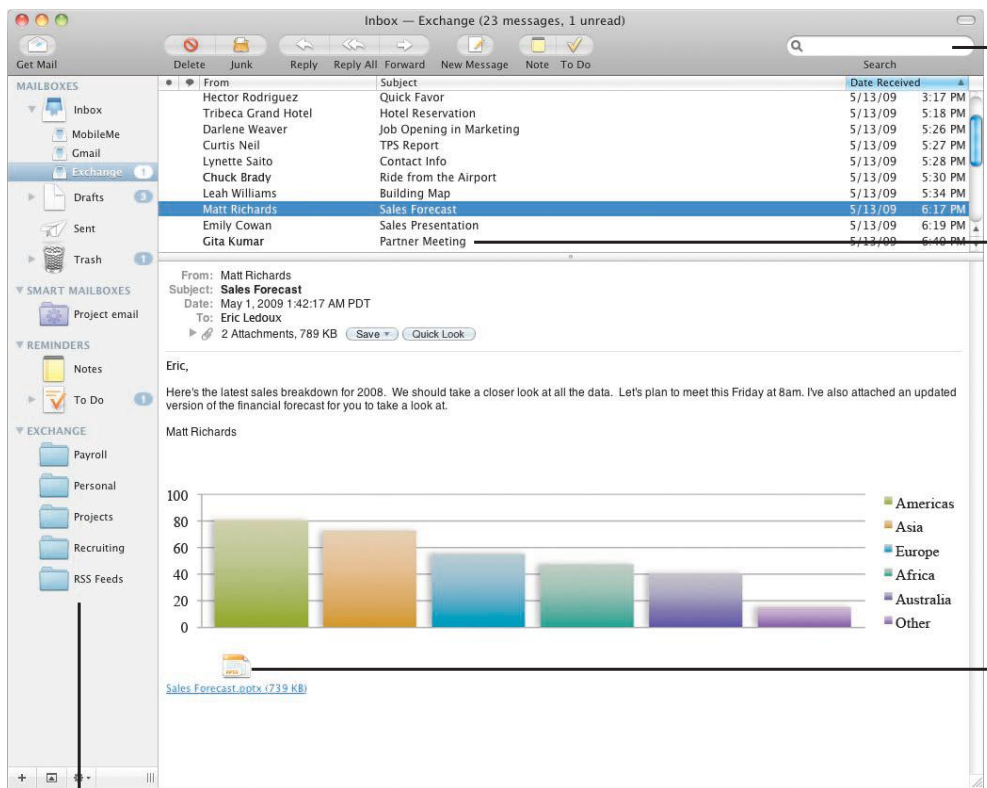 Inbox — Exchange (23 messages, 1 unread)
Get Mail Delete Junk Reply Reply All Forward New Message Note To Do Search
MAILBOXES
Inbox
MobileMe
Gmail
Exchange 1
Drafts 3
Sent
Trash 1
SMART MAILBOXES
Project email
REMINDERS
Notes
To Do 1
EXCHANGE
Payroll
Personal
Projects
Recruiting
RSS Feeds
From Subject Date Received
Hector Rodriguez Quick Favor 5/13/09 3:17 PM
Tribeca Grand Hotel Hotel Reservation 5/13/09 5:18 PM
Darlene Weaver Job Opening in Marketing 5/13/09 5:26 PM
Curtis Neil TPS Report 5/13/09 5:27 PM
Lynette Saito Contact Info 5/13/09 5:28 PM
Chuck Brady Ride from the Airport 5/13/09 5:30 PM
Leah Williams Building Map 5/13/09 5:34 PM
Matt Richards Sales Forecast 5/13/09 6:17 PM
Emily Cowan Sales Presentation 5/13/09 6:19 PM
Gita Kumar Partner Meeting 5/13/09 6:40 PM
From: Matt Richards
Subject: Sales Forecast
Date: May 1, 2009 1:42:17 AM PDT
To: Eric Ledoux
2 Attachments, 789 KB Save Quick Look
Eric,
Here's the latest sales breakdown for 2008. We should take a closer look at all the data. Let's plan to meet this Friday at 8am. I've also attached an updated
version of the financial forecast for you to take a look at.
Matt Richards
100
80
60
40
20
0
Americas
Asia
Europe
Africa
Australia
Other
PPTX
Sales Forecast.pptx (739 KB)